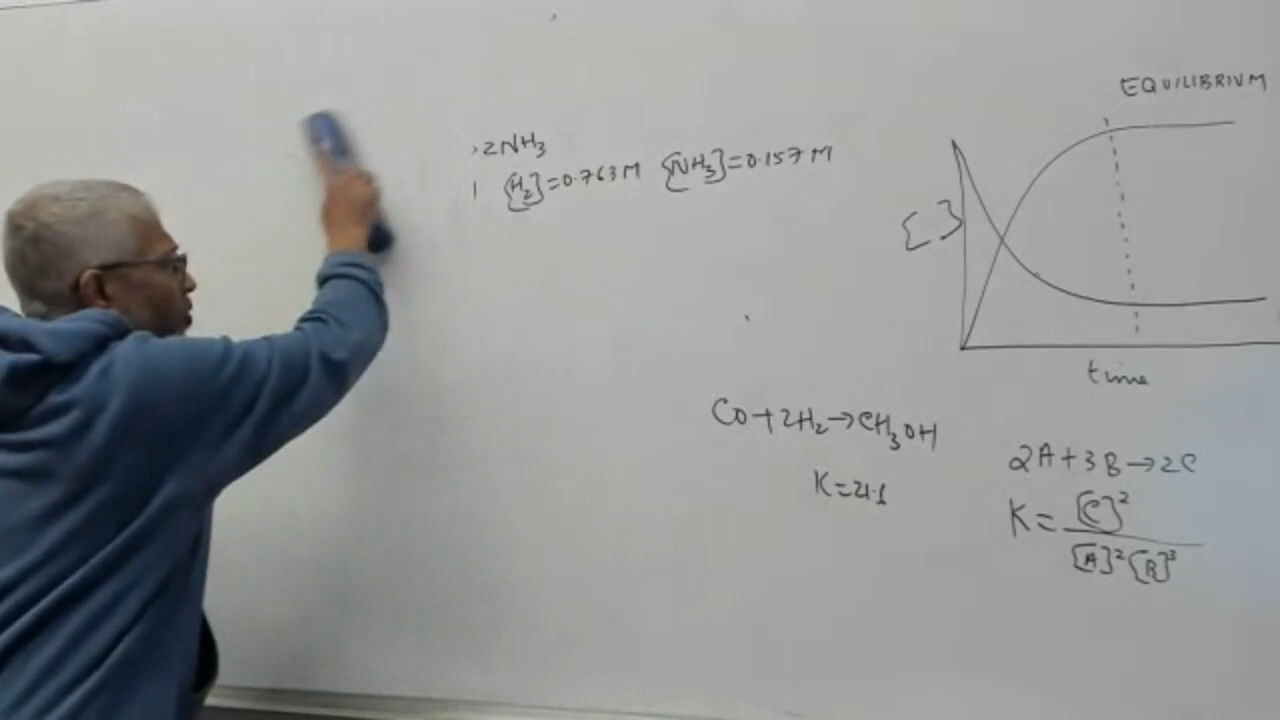 2NH3
[H2]=0.763M [NH3]=0.157M
EQUILIBRIUM
[ ]
time
CO+2H2→CH3OH
K=21.1
2A+3B→2C
K=[C]²
[A]²[B]³